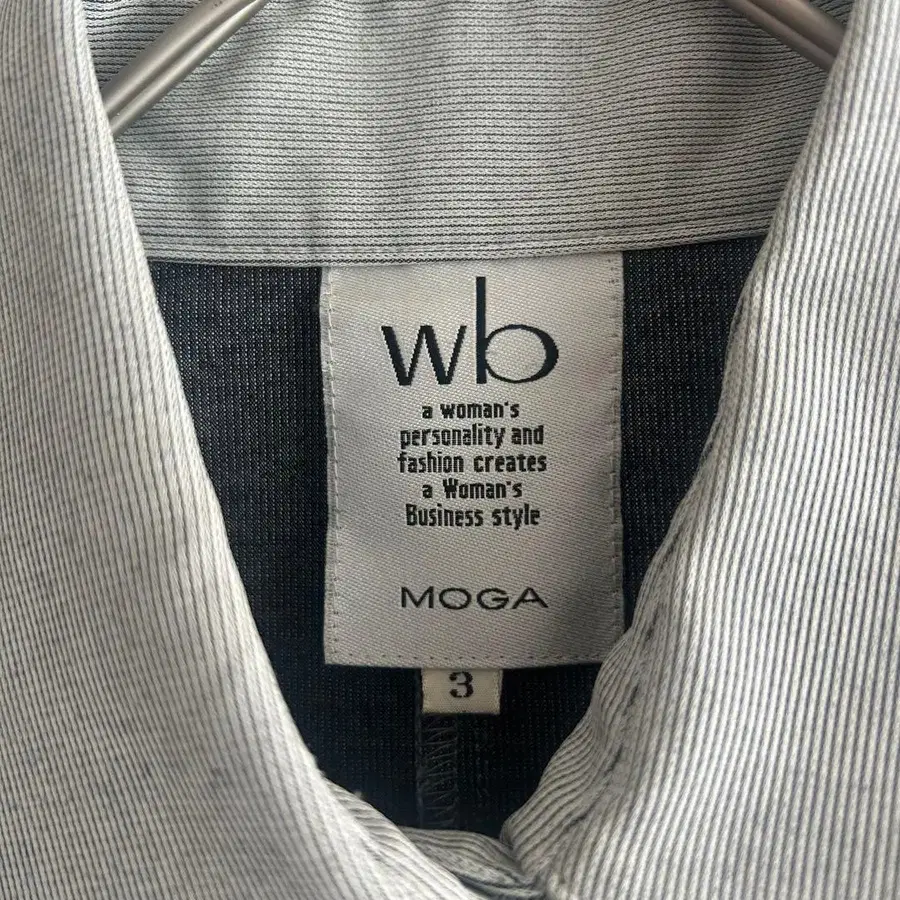 wb
a woman's
personality and
fashion creates
a Woman's
Business style
MOGA
3